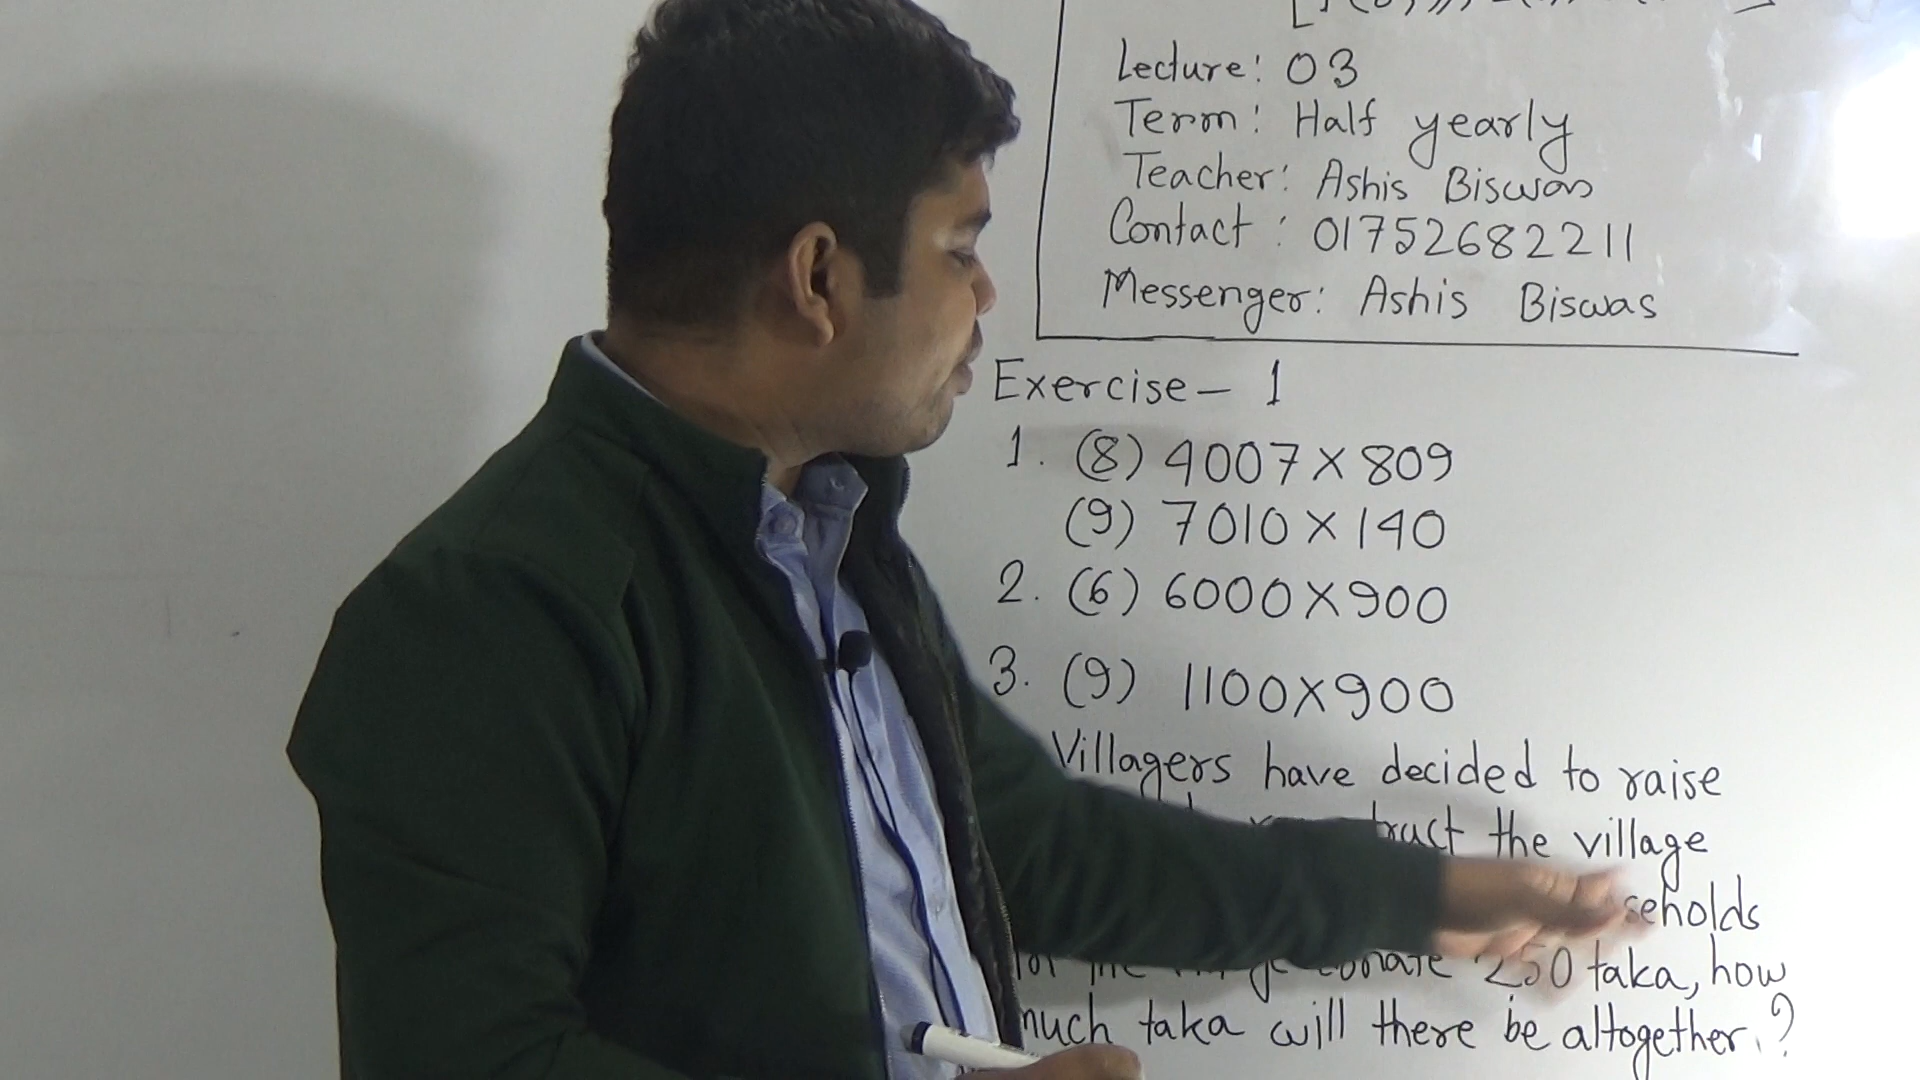 Lecture: 03
Term: Half yearly
Teacher: Ashis Biswas
Contact: 01752682211
Messenger: Ashis Biswas
Exercise - 1
1. (8) 4007 X 809
(9) 7010 X 140
2. (6) 6000 X 900
3. (9) 1100 X 900
Villagers have decided to raise
the village
250 taka, how
much taka will there be altogether.?